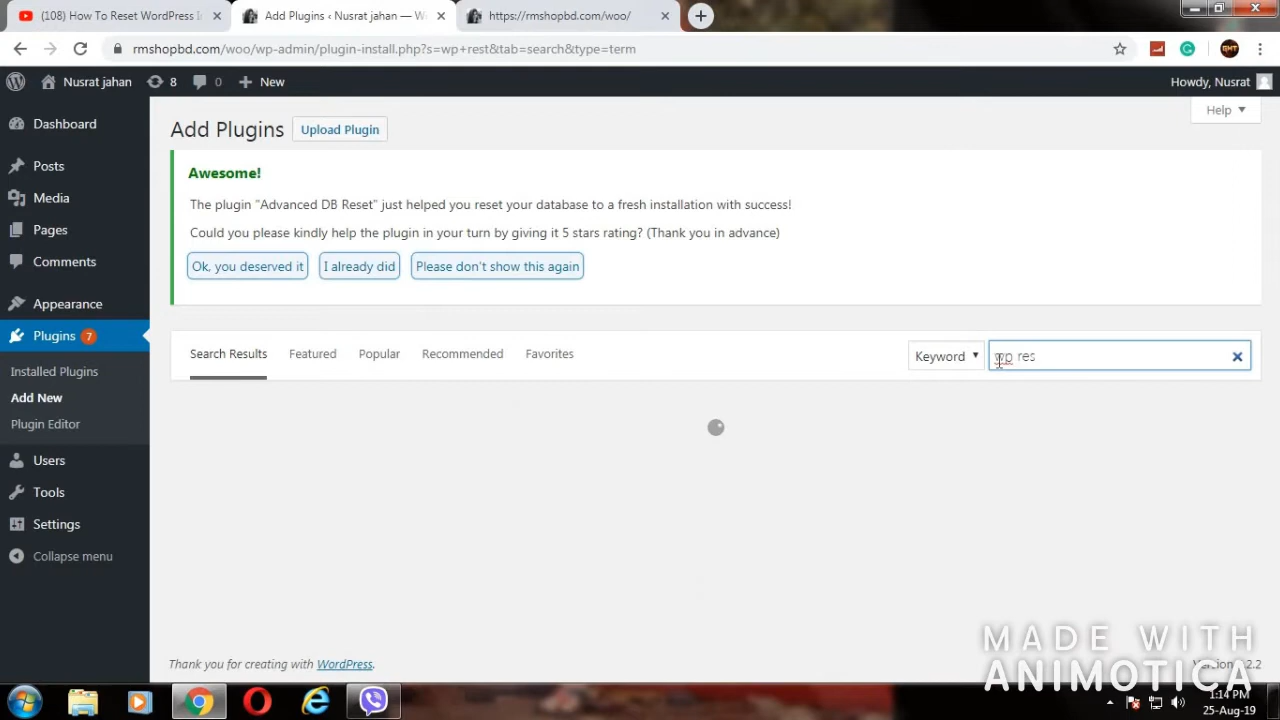 (108) How To Reset WordPress I
Add Plugins ‹ Nusrat jahan — W
https://rmshopbd.com/woo/
rmshopbd.com/woo/wp-admin/plugin-install.php?s=wp+rest&tab=search&type=term
Nusrat jahan
8
0
New
Howdy, Nusrat
Help
Dashboard
Posts
Media
Pages
Comments
Appearance
Plugins 7
Installed Plugins
Add New
Plugin Editor
Users
Tools
Settings
Collapse menu
Add Plugins
Upload Plugin
Awesome!
The plugin "Advanced DB Reset" just helped you reset your database to a fresh installation with success!
Could you please kindly help the plugin in your turn by giving it 5 stars rating? (Thank you in advance)
Ok, you deserved it
I already did
Please don't show this again
Search Results
Featured
Popular
Recommended
Favorites
Keyword
wp res
Thank you for creating with WordPress.
MADE WITH
ANIMOTICA
1:14 PM
25-Aug-19